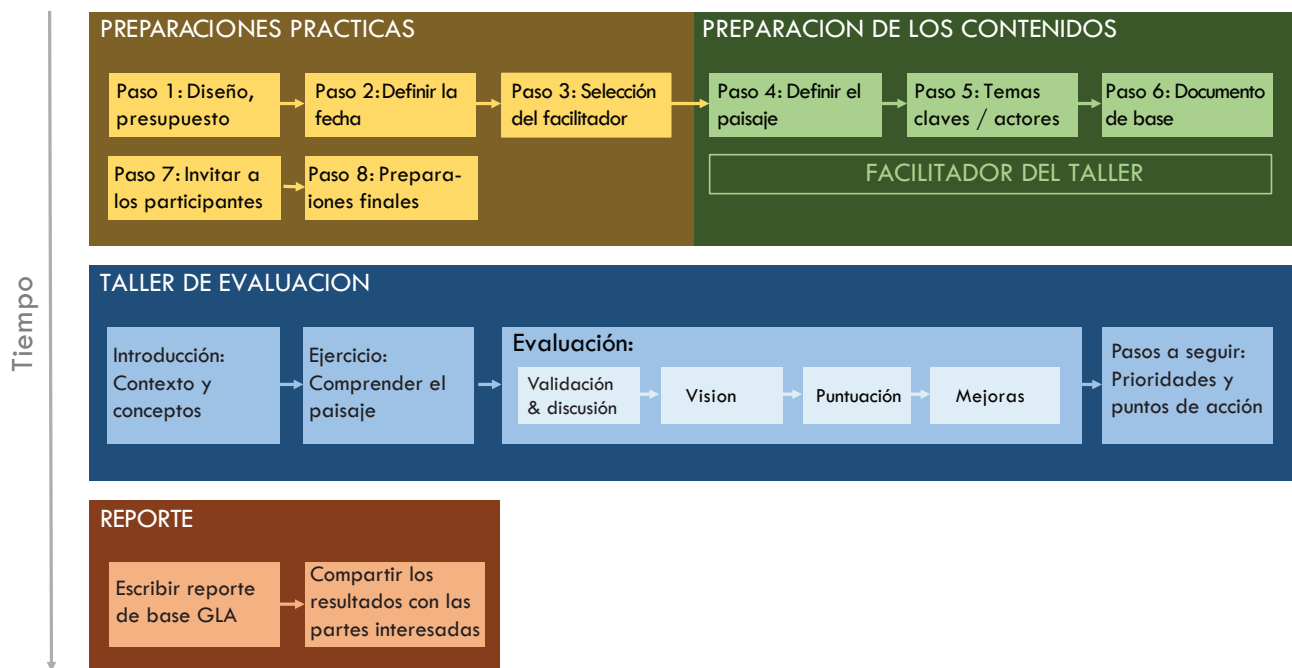 PREPARACIONES PRACTICAS
Paso 1: Diseño,
presupuesto
Paso 2: Definir la
fecha
Paso 3: Selección
del facilitador
Paso 7: Invitar a
los participantes
Paso 8: Prepara-
iones finales
PREPARACION DE LOS CONTENIDOS
Paso 4: Definir el
paisaje
Paso 5: Temas
claves / actores
Paso 6: Documento
de base
FACILITADOR DEL TALLER
Tiempo
TALLER DE EVALUACION
Introducción:
Contexto y
conceptos
Ejercicio:
Comprender el
paisaje
Evaluación:
Validación
& discusión
Vision
Puntuación
Mejoras
Pasos a seguir:
Prioridades y
puntos de acción
REPORTE
Escribir reporte
de base GLA
Compartir los
resultados con las
partes interesadas